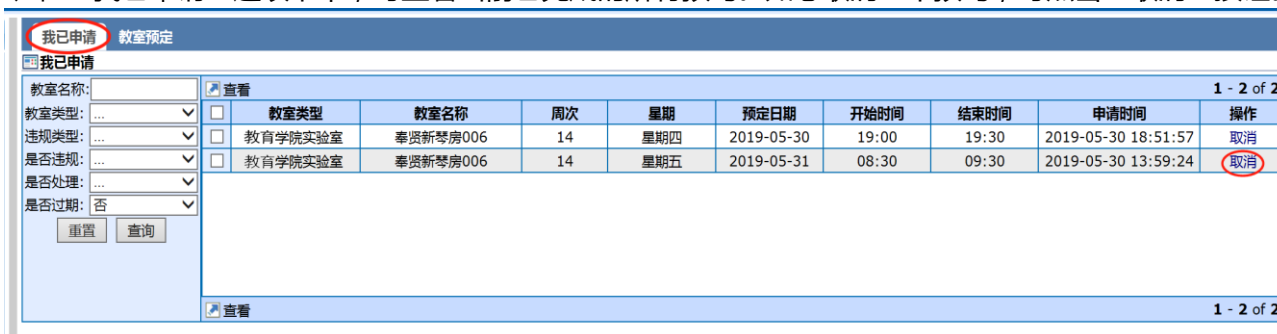 我已申请 教室预定
我已申请
教室名称:
教室类型: ...
违规类型: ...
是否违规: ...
是否处理: ...
是否过期: 否
重置 查询
查看 1 - 2 of 2
教室类型 教室名称 周次 星期 预定日期 开始时间 结束时间 申请时间 操作
教育学院实验室 奉贤新琴房006 14 星期四 2019-05-30 19:00 19:30 2019-05-30 18:51:57 取消
教育学院实验室 奉贤新琴房006 14 星期五 2019-05-31 08:30 09:30 2019-05-30 13:59:24 取消
查看 1 - 2 of 2